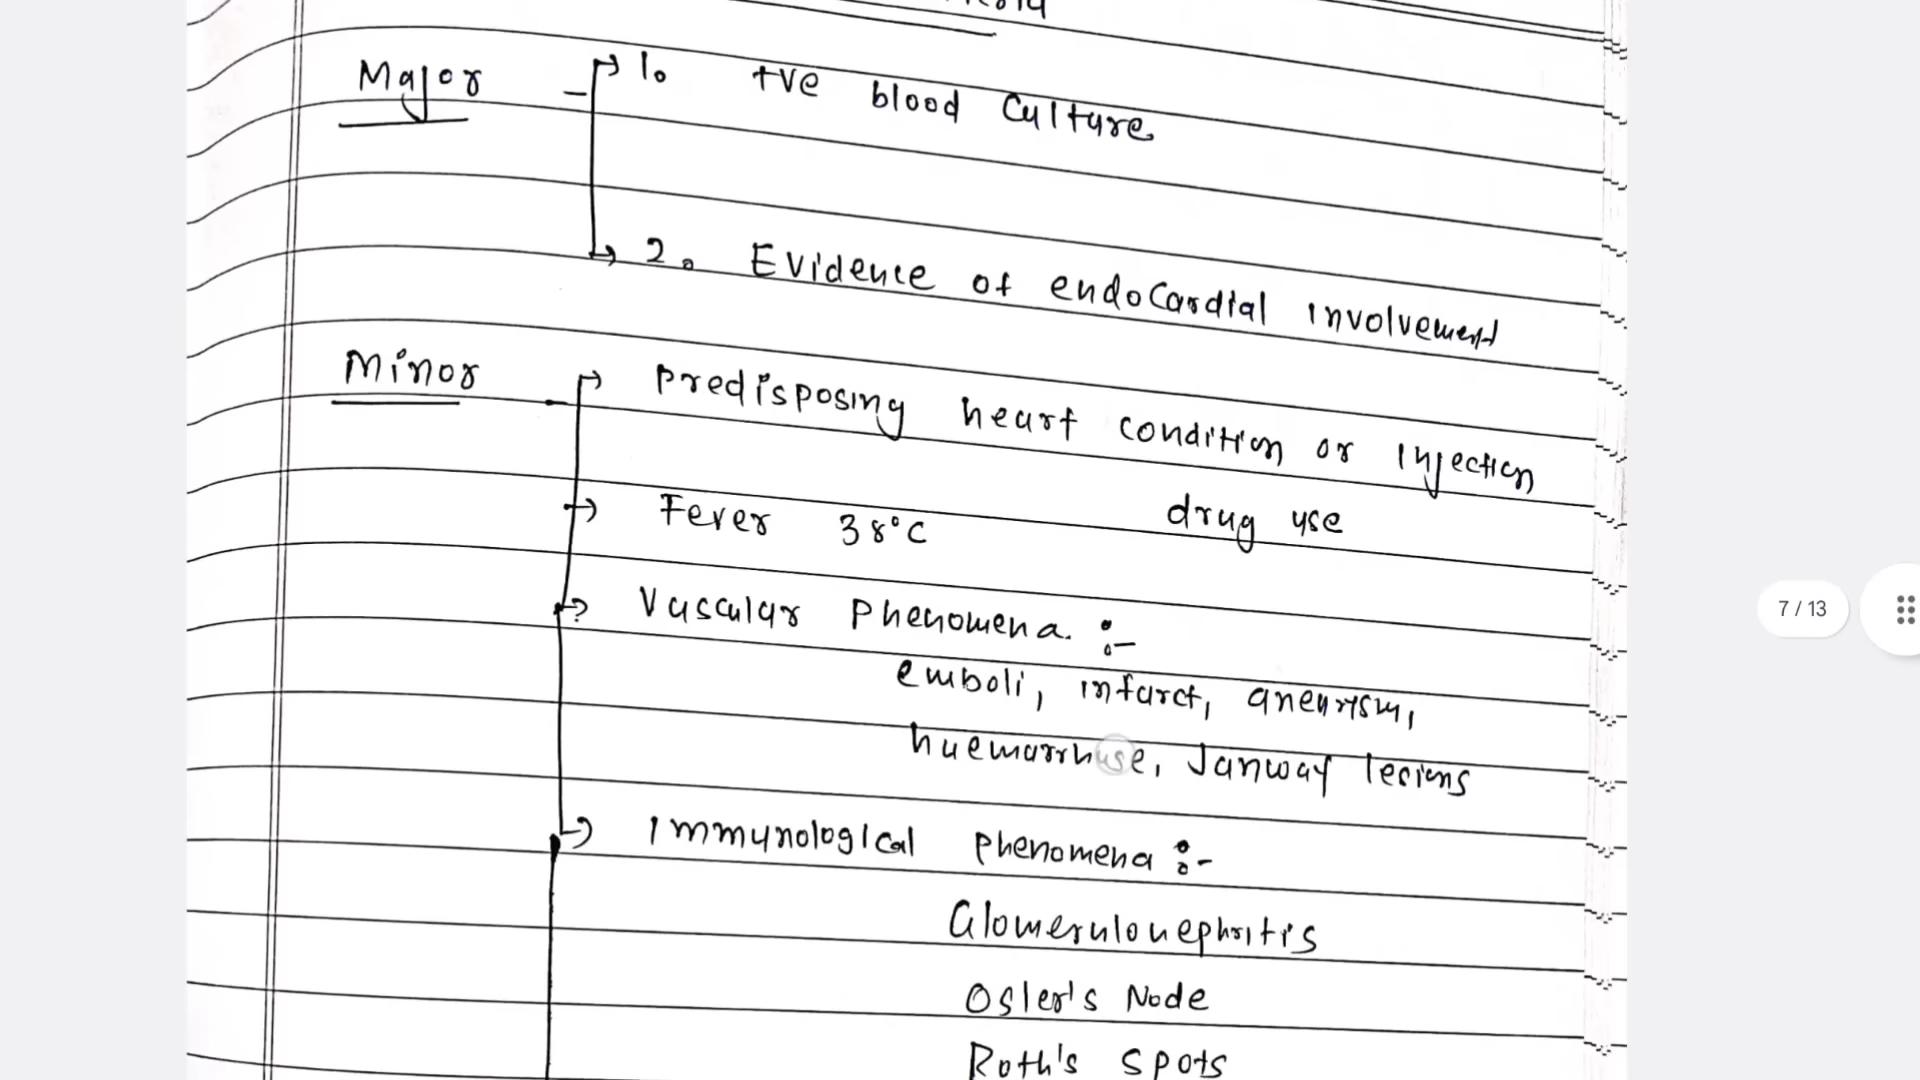 Major - 1. +ve blood Culture
2. Evidence of endocardial involvement
Minor - Predisposing heart condition or injection
drug use
Fever 38°C
Vascular Phenomena :-
emboli, infarct, aneurysm,
haemorrhase, Janway lesions
Immunological Phenomena :-
Glomerulonephritis
Osler's Node
Roth's spots
7 / 13